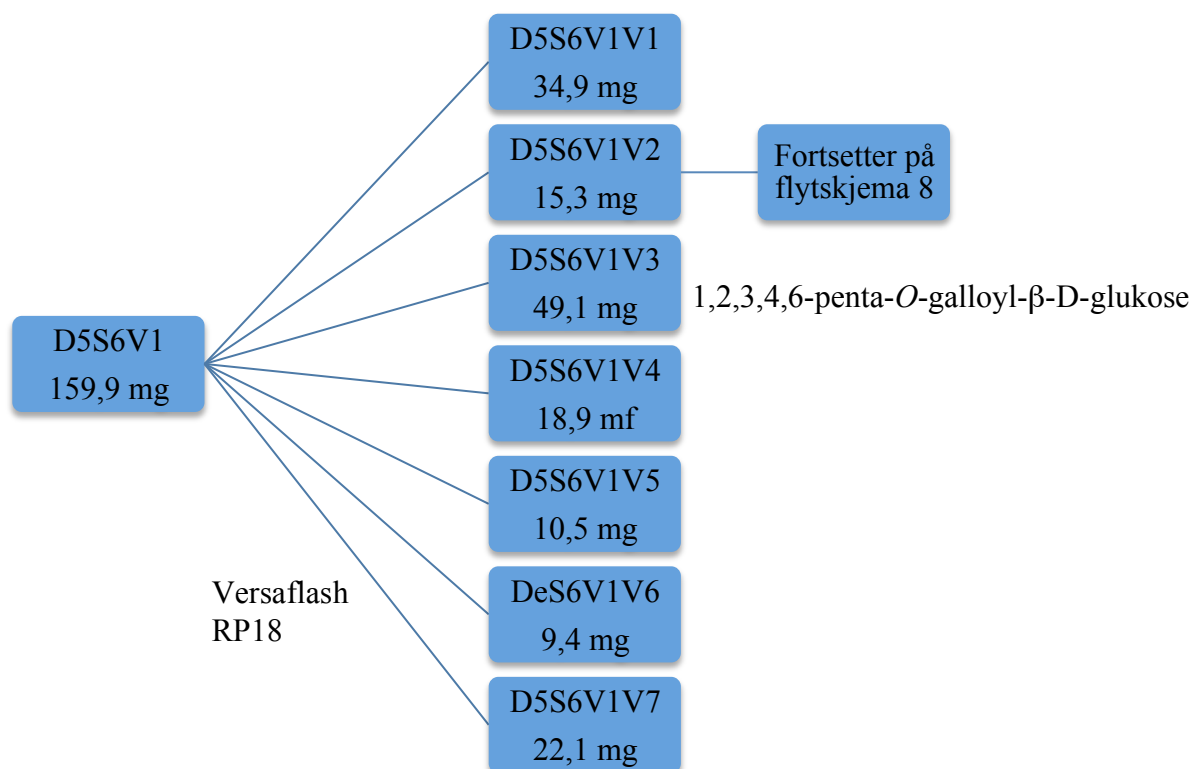 D5S6V1V1
34,9 mg
D5S6V1V2
15,3 mg
Fortsetter på
flytskjema 8
D5S6V1V3
49,1 mg
1,2,3,4,6-penta-O-galloyl-β-D-glukose
D5S6V1
159,9 mg
D5S6V1V4
18,9 mf
D5S6V1V5
10,5 mg
Versaflash
RP18
DeS6V1V6
9,4 mg
D5S6V1V7
22,1 mg